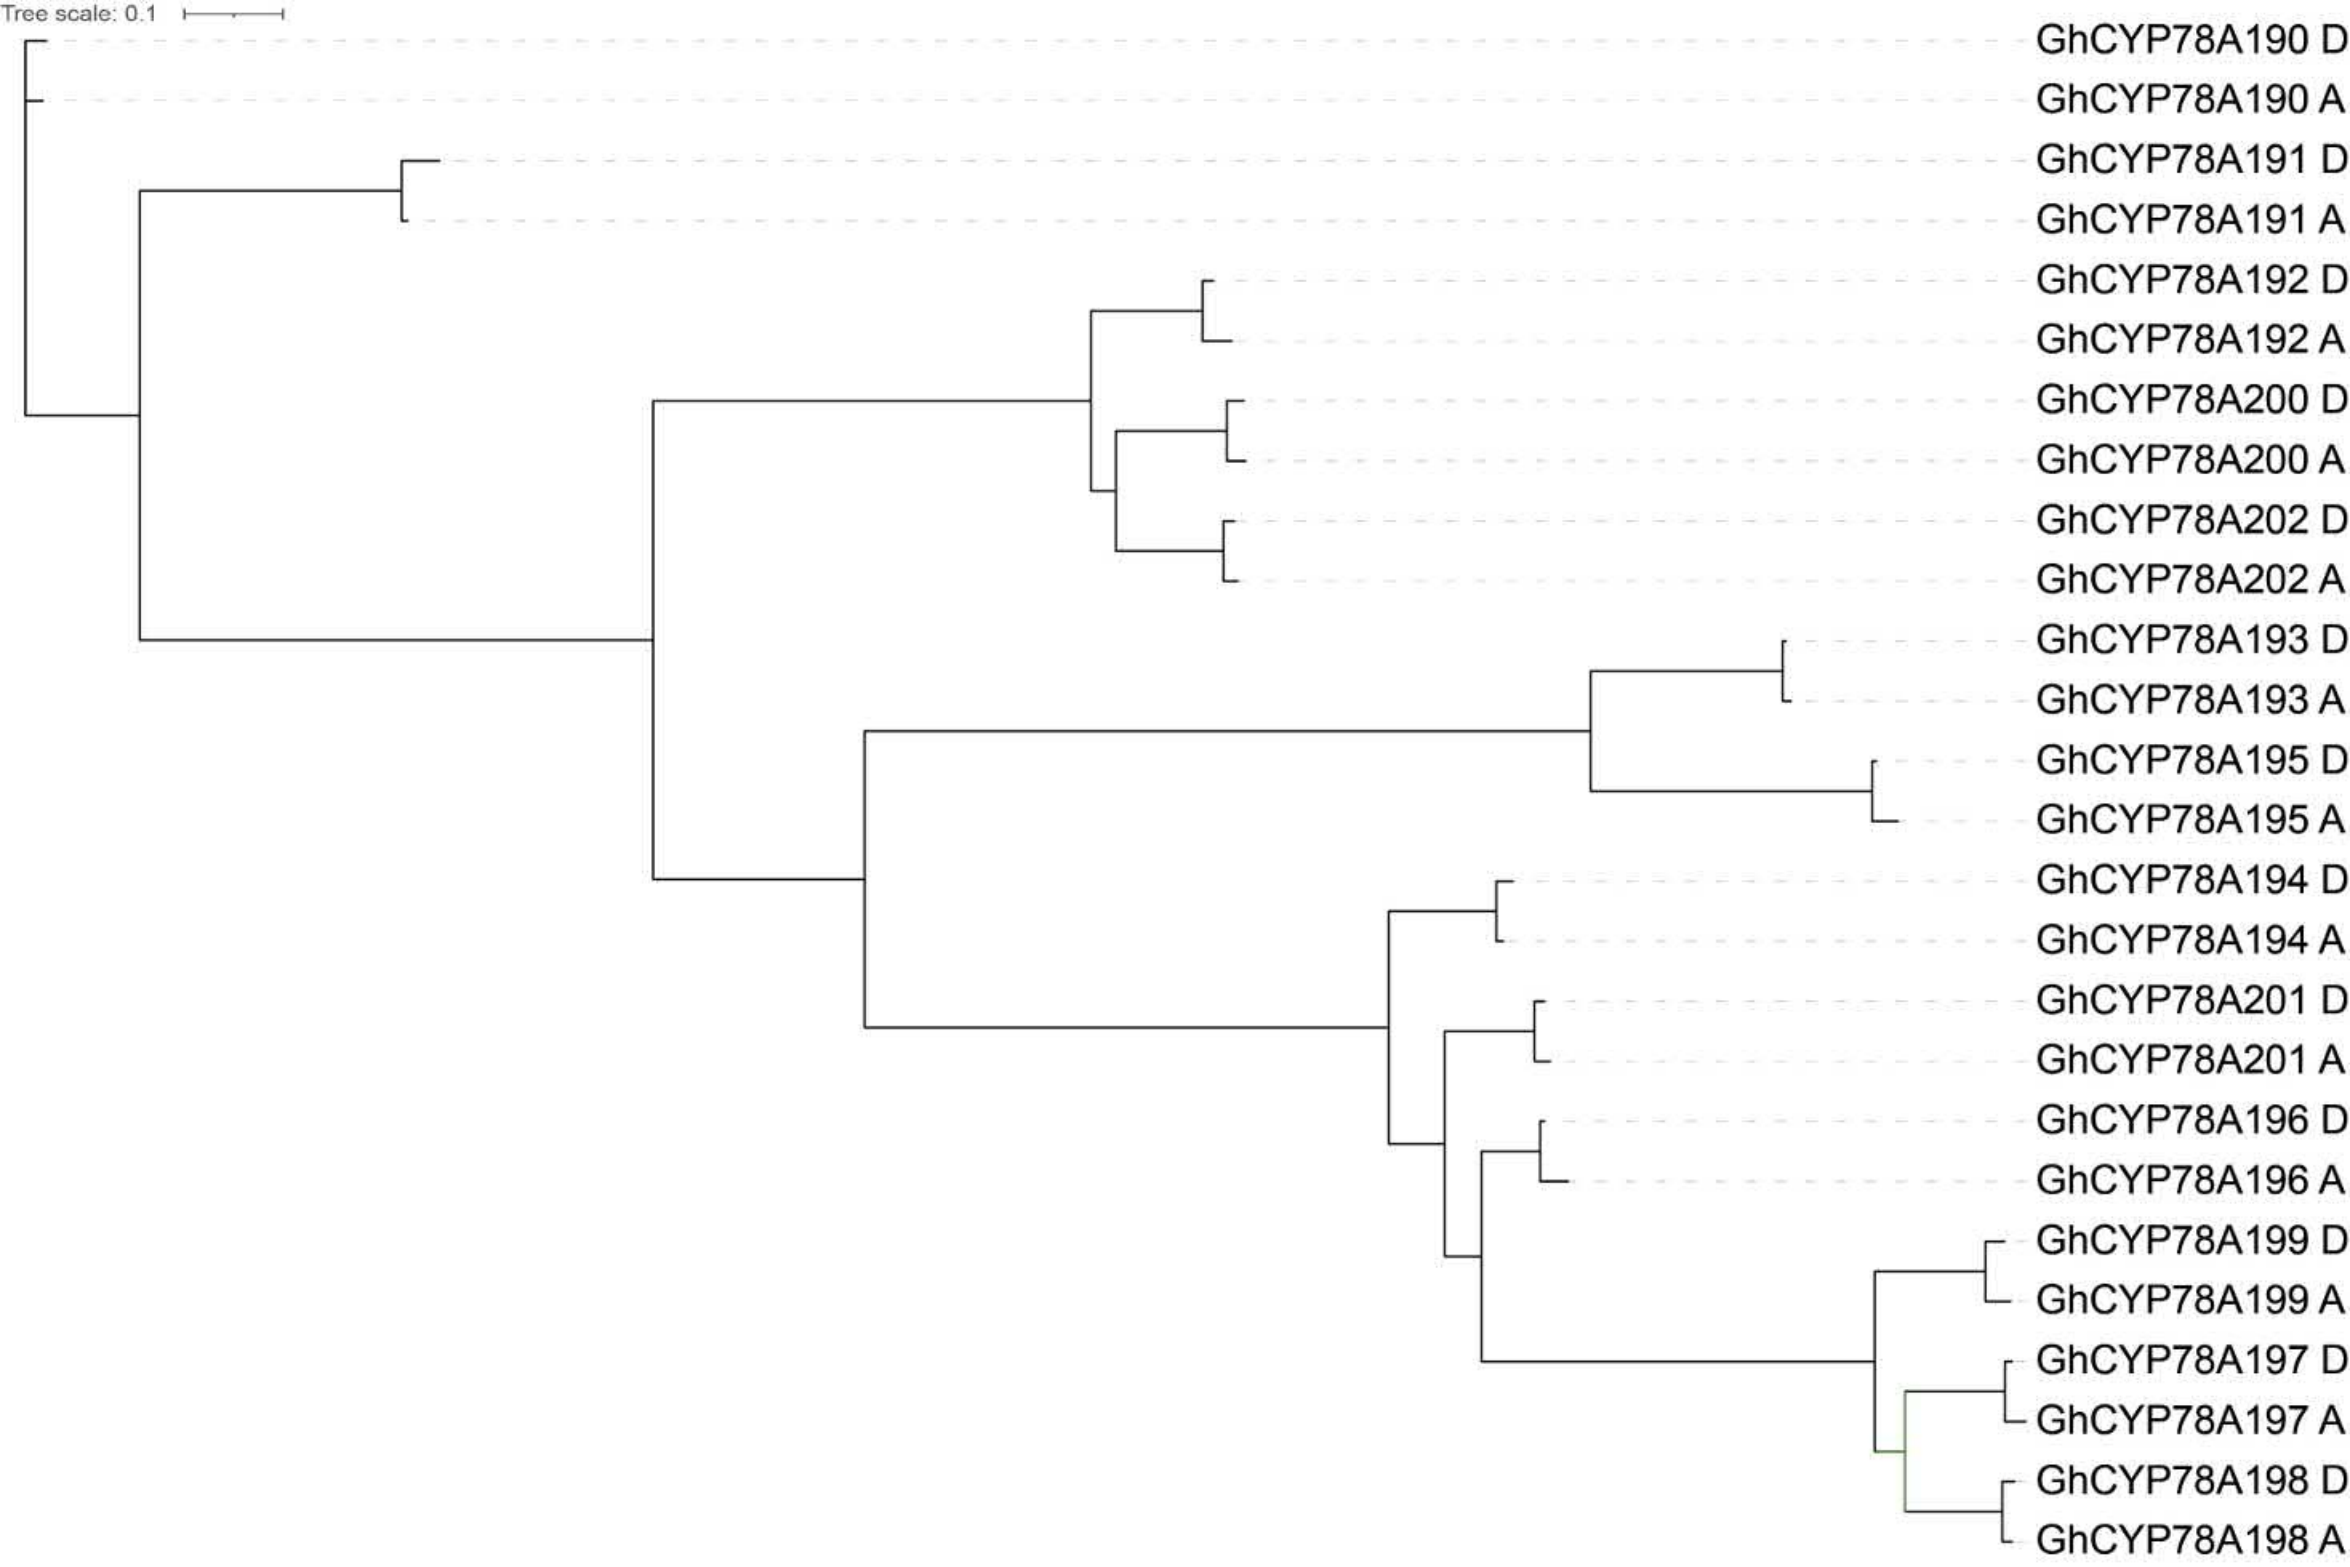 Tree scale: 0.1
GhCYP78A190 D
GhCYP78A190 A
GhCYP78A191 D
GhCYP78A191 A
GhCYP78A192 D
GhCYP78A192 A
GhCYP78A200 D
GhCYP78A200 A
GhCYP78A202 D
GhCYP78A202 A
GhCYP78A193 D
GhCYP78A193 A
GhCYP78A195 D
GhCYP78A195 A
GhCYP78A194 D
GhCYP78A194 A
GhCYP78A201 D
GhCYP78A201 A
GhCYP78A196 D
GhCYP78A196 A
GhCYP78A199 D
GhCYP78A199 A
GhCYP78A197 D
GhCYP78A197 A
GhCYP78A198 D
GhCYP78A198 A